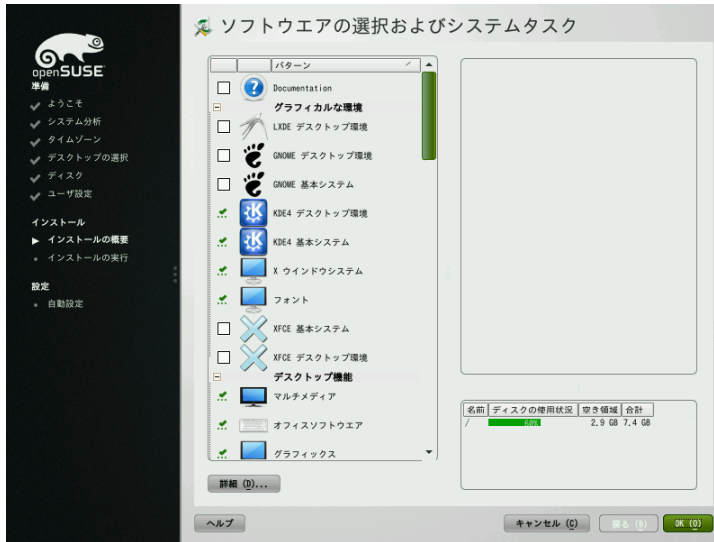 openSUSE
準備
ようこそ
システム分析
タイムゾーン
デスクトップの選択
ディスク
ユーザ設定
インストール
インストールの概要
インストールの実行
設定
自動設定
ソフトウエアの選択およびシステムタスク
パターン
Documentation
グラフィカルな環境
LXDE デスクトップ環境
GNOME デスクトップ環境
GNOME 基本システム
KDE4 デスクトップ環境
KDE4 基本システム
X ウインドウシステム
フォント
XFCE 基本システム
XFCE デスクトップ環境
デスクトップ機能
マルチメディア
オフィスソフトウエア
グラフィックス
詳細 (D)...
名前 ディスクの使用状況 空き領域 合計
/ 2.9 GB 7.4 GB
ヘルプ
キャンセル (C)
戻る (B)
OK (O)